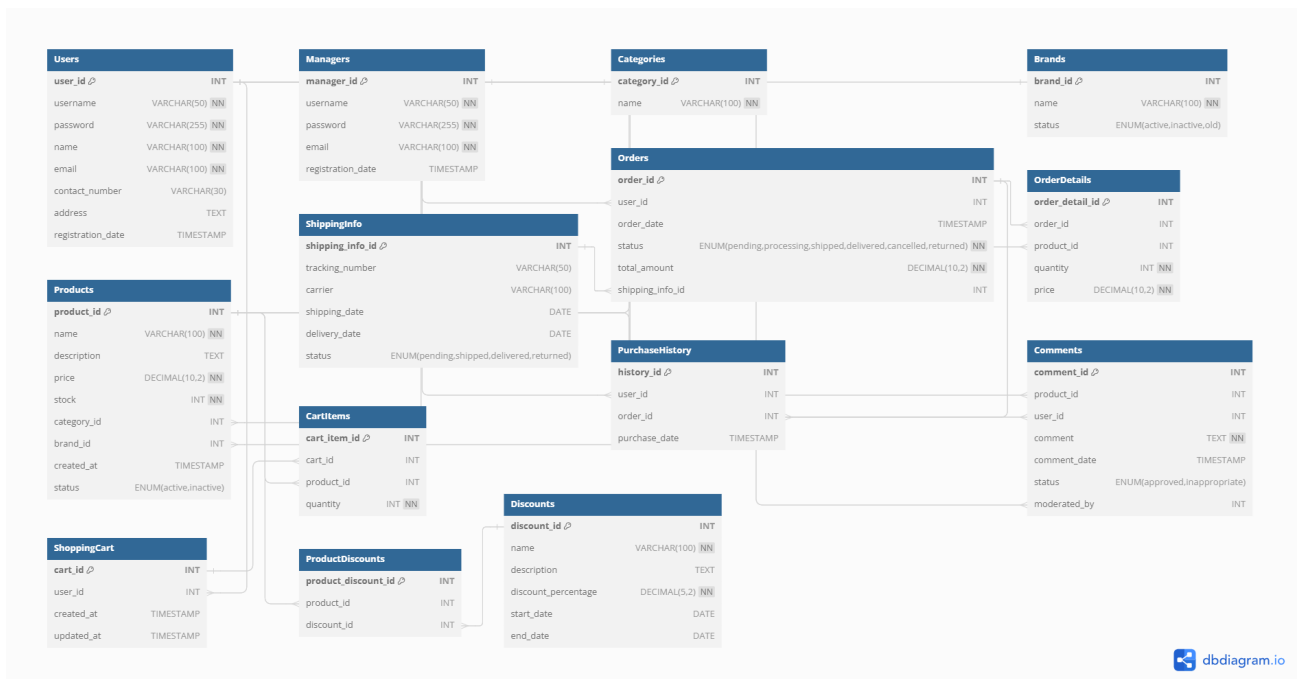 Users
user_id INT
username VARCHAR(50) NN
password VARCHAR(255) NN
name VARCHAR(100) NN
email VARCHAR(100) NN
contact_number VARCHAR(30)
address TEXT
registration_date TIMESTAMP
Managers
manager_id INT
username VARCHAR(50) NN
password VARCHAR(255) NN
email VARCHAR(100) NN
registration_date TIMESTAMP
Categories
category_id INT
name VARCHAR(100) NN
Brands
brand_id INT
name VARCHAR(100) NN
status ENUM(active,inactive,old)
Orders
order_id INT
user_id INT
order_date TIMESTAMP
status ENUM(pending,processing,shipped,delivered,cancelled,returned) NN
total_amount DECIMAL(10,2) NN
shipping_info_id INT
OrderDetails
order_detail_id INT
order_id INT
product_id INT
quantity INT NN
price DECIMAL(10,2) NN
ShippingInfo
shipping_info_id INT
tracking_number VARCHAR(50)
carrier VARCHAR(100)
shipping_date DATE
delivery_date DATE
status ENUM(pending,shipped,delivered,returned)
Products
product_id INT
name VARCHAR(100) NN
description TEXT
price DECIMAL(10,2) NN
stock INT NN
category_id INT
brand_id INT
created_at TIMESTAMP
status ENUM(active,inactive)
PurchaseHistory
history_id INT
user_id INT
order_id INT
purchase_date TIMESTAMP
Comments
comment_id INT
product_id INT
user_id INT
comment TEXT NN
comment_date TIMESTAMP
status ENUM(approved,inappropriate)
moderated_by INT
CartItems
cart_item_id INT
cart_id INT
product_id INT
quantity INT NN
Discounts
discount_id INT
name VARCHAR(100) NN
description TEXT
discount_percentage DECIMAL(5,2) NN
start_date DATE
end_date DATE
ShoppingCart
cart_id INT
user_id INT
created_at TIMESTAMP
updated_at TIMESTAMP
ProductDiscounts
product_discount_id INT
product_id INT
discount_id INT
dbdiagram.io